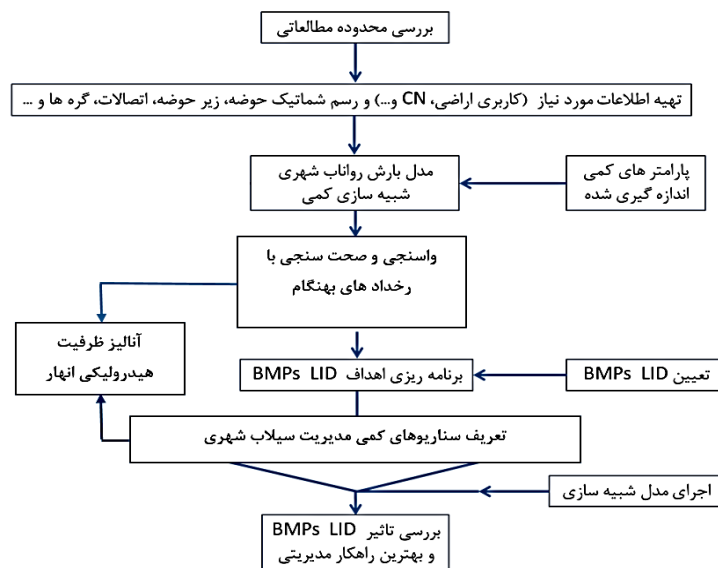 بررسی محدوده مطالعاتی
تهیه اطلاعات مورد نیاز (کاربری اراضی، CN و...) و رسم شماتیک حوضه، زیر حوضه، اتصالات، گره ها و ...
مدل بارش رواناب شهری
شبیه سازی کمی
پارامتر های کمی
اندازه گیری شده
واسنجی و صحت سنجی با
رخداد های بهنگام
آنالیز ظرفیت
هیدرولیکی انهار
برنامه ریزی اهداف BMPs LID
تعیین BMPs LID
تعریف سناریوهای کمی مدیریت سیلاب شهری
اجرای مدل شبیه سازی
بررسی تاثیر BMPs LID
و بهترین راهکار مدیریتی